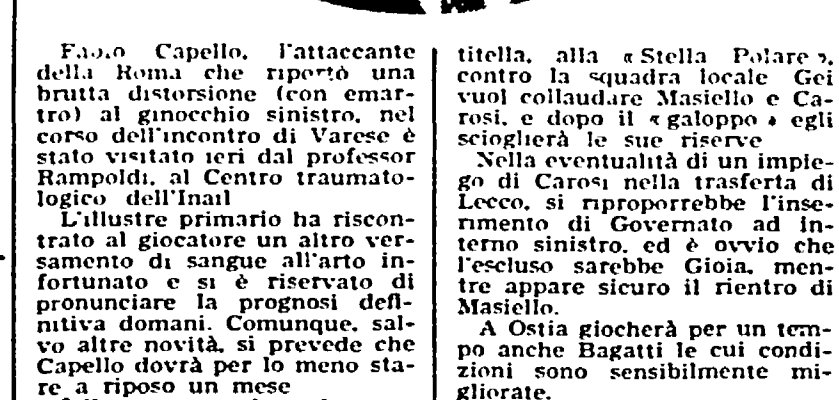 Fabio Capello, l'attaccante
della Roma che riportò una
brutta distorsione (con emar-
tro) al ginocchio sinistro, nel
corso dell'incontro di Varese è
stato visitato ieri dal professor
Rampoldi, al Centro traumato-
logico dell'Inail
L'illustre primario ha riscon-
trato al giocatore un altro ver-
samento di sangue all'arto in-
fortunato e si è riservato di
pronunciare la prognosi defi-
nitiva domani. Comunque, sal-
vo altre novità, si prevede che
Capello dovrà per lo meno sta-
re a riposo un mese
titella, alla «Stella Polare»,
contro la squadra locale Gei
vuol collaudare Masiello e Ca-
rosi, e dopo il «galoppo» egli
scioglierà le sue riserve
Nella eventualità di un impie-
go di Carosi nella trasferta di
Lecco, si riproporrebbe l'inse-
rimento di Governato ad in-
terno sinistro, ed è ovvio che
l'escluso sarebbe Gioia, men-
tre appare sicuro il rientro di
Masiello.
A Ostia giocherà per un tem-
po anche Bagatti le cui condi-
zioni sono sensibilmente mi-
gliorate.